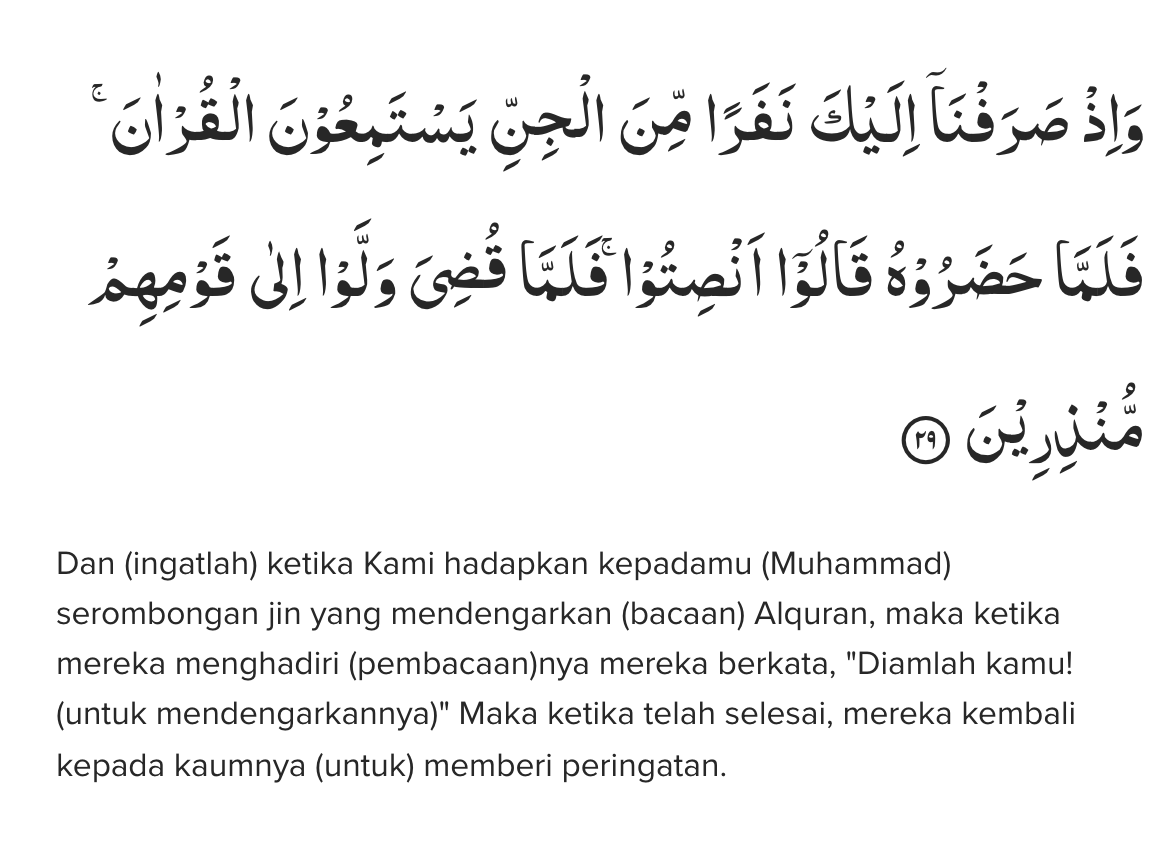 وَاِذْ صَرَفْنَآ اِلَيْكَ نَفَرًا مِّنَ الْجِنِّ يَسْتَمِعُوْنَ الْقُرْاٰنَ ۚ
فَلَمَّا حَضَرُوْهُ قَالُوْٓا اَنْصِتُوْا ۚفَلَمَّا قُضِيَ وَلَّوْا اِلٰى قَوْمِهِمْ
مُّنْذِرِيْنَ ٢٩
Dan (ingatlah) ketika Kami hadapkan kepadamu (Muhammad)
serombongan jin yang mendengarkan (bacaan) Alquran, maka ketika
mereka menghadiri (pembacaan)nya mereka berkata, "Diamlah kamu!
(untuk mendengarkannya)" Maka ketika telah selesai, mereka kembali
kepada kaumnya (untuk) memberi peringatan.